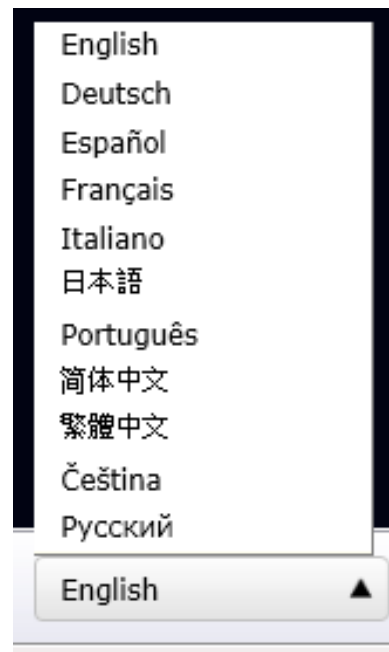 English
Deutsch
Español
Français
Italiano
日本語
Português
简体中文
繁體中文
Čeština
Русский
English